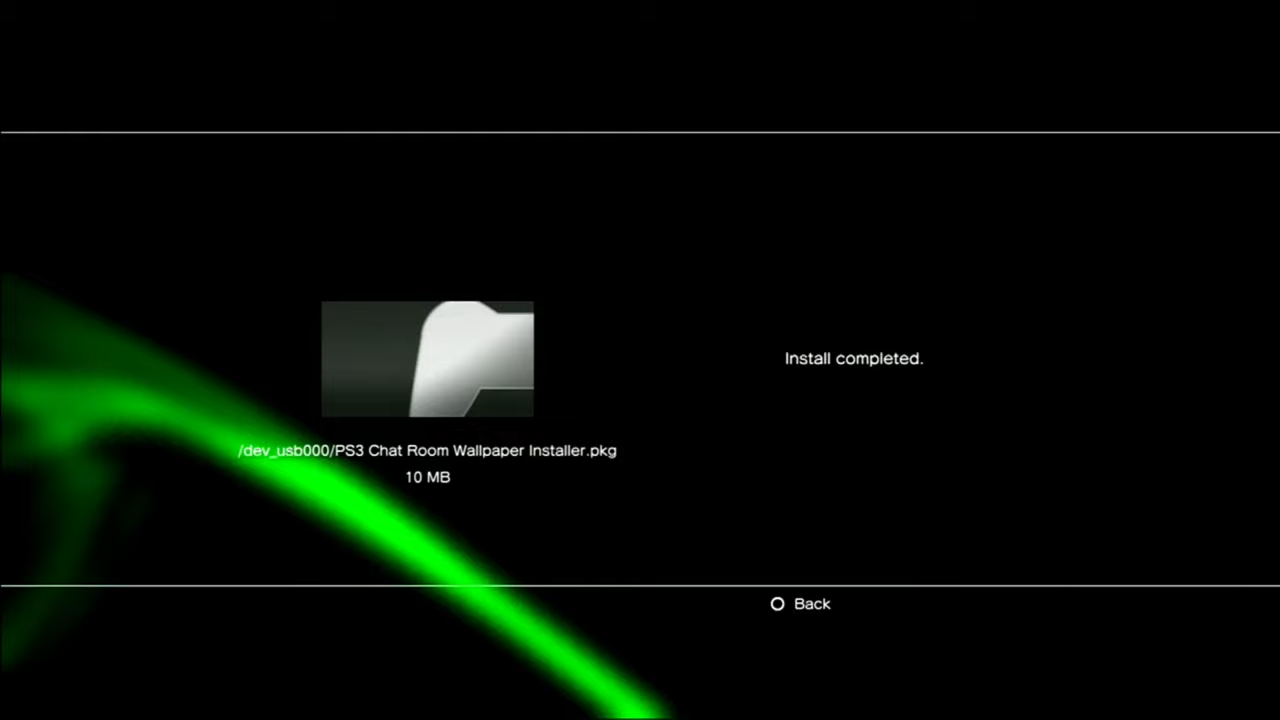 Install completed.
/dev_usb000/PS3 Chat Room Wallpaper Installer.pkg
10 MB
Back